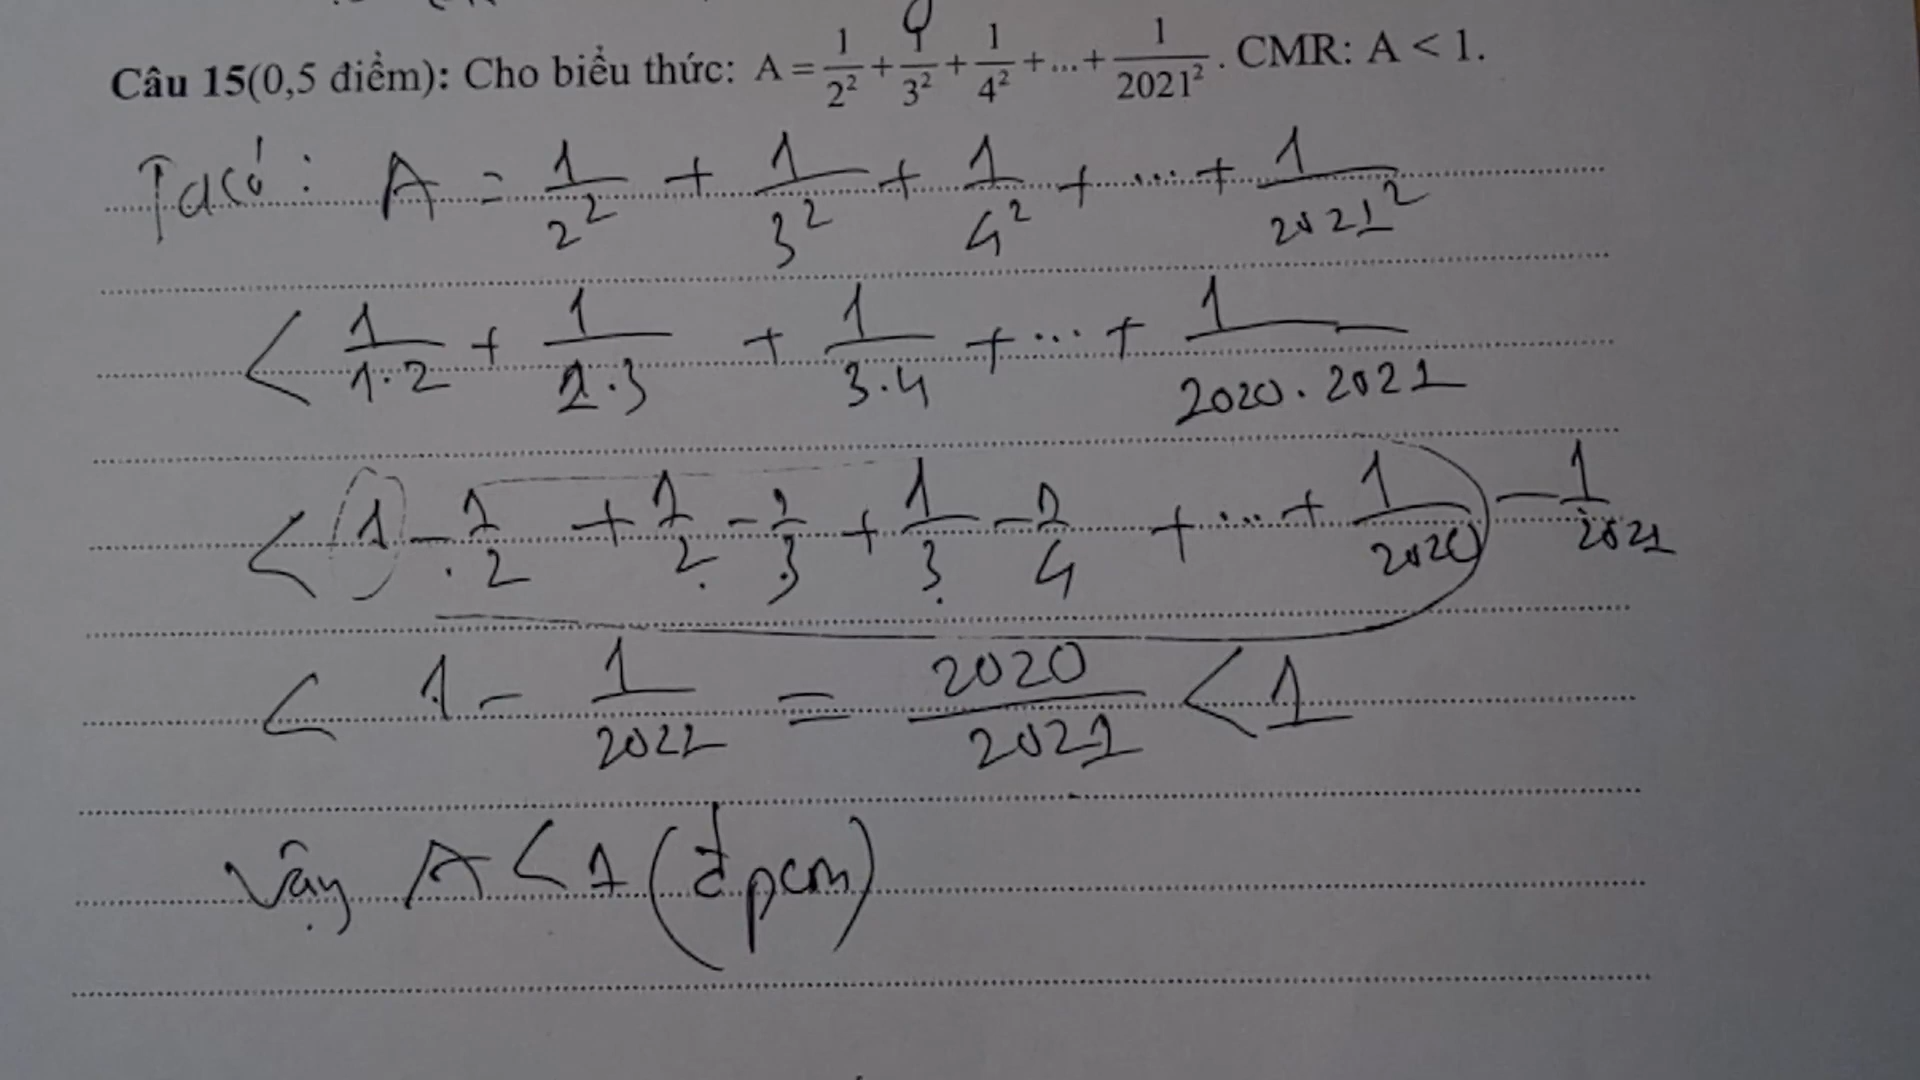 Câu 15(0,5 điểm): Cho biểu thức: A = 1/2² + 1/3² + 1/4² + ... + 1/2021². CMR: A < 1.
Ta có: A = 1/2² + 1/3² + 1/4² + ... + 1/2021²
< 1/1·2 + 1/2·3 + 1/3·4 + ... + 1/2020·2021
< 1 - 1/2 + 1/2 - 1/3 + 1/3 - 1/4 + ... + 1/2020 - 1/2021
< 1 - 1/2022 = 2020/2021 < 1
Vậy A < 1 (đpcm)